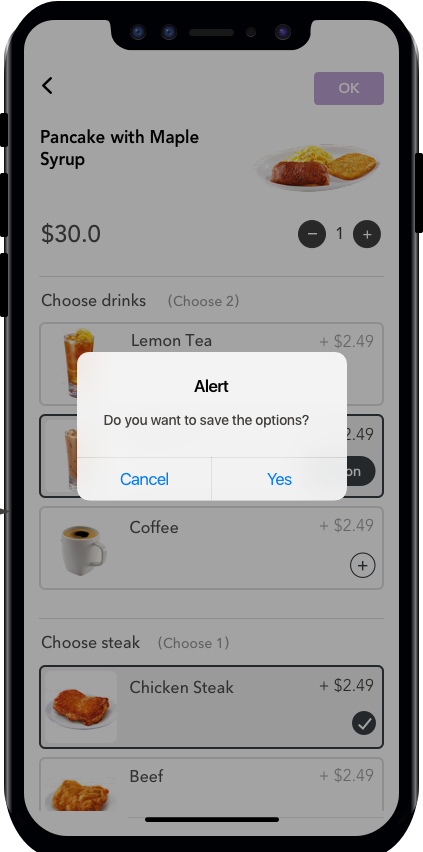 OK
Pancake with Maple
Syrup
$30.0
1
Choose drinks (Choose 2)
Lemon Tea + $2.49
Alert
Do you want to save the options?
2.49
on
Cancel Yes
Coffee + $2.49
Choose steak (Choose 1)
Chicken Steak + $2.49
Beef + $2.49